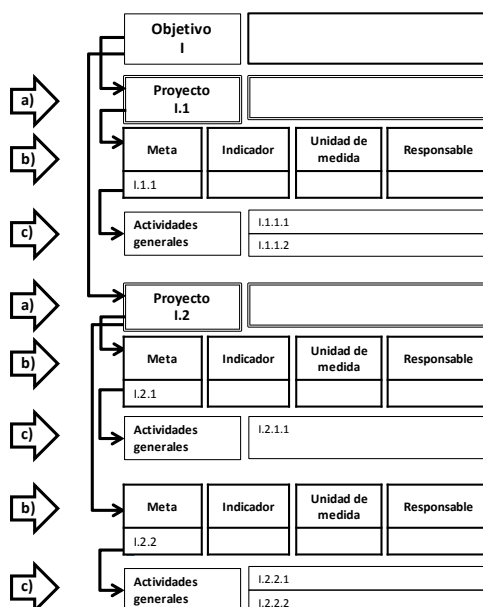 Objetivo
I
a)
Proyecto
I.1
b)
Meta
Indicador
Unidad de
medida
Responsable
I.1.1
c)
Actividades
generales
I.1.1.1
I.1.1.2
a)
Proyecto
I.2
b)
Meta
Indicador
Unidad de
medida
Responsable
I.2.1
c)
Actividades
generales
I.2.1.1
b)
Meta
Indicador
Unidad de
medida
Responsable
I.2.2
c)
Actividades
generales
I.2.2.1
I.2.2.2